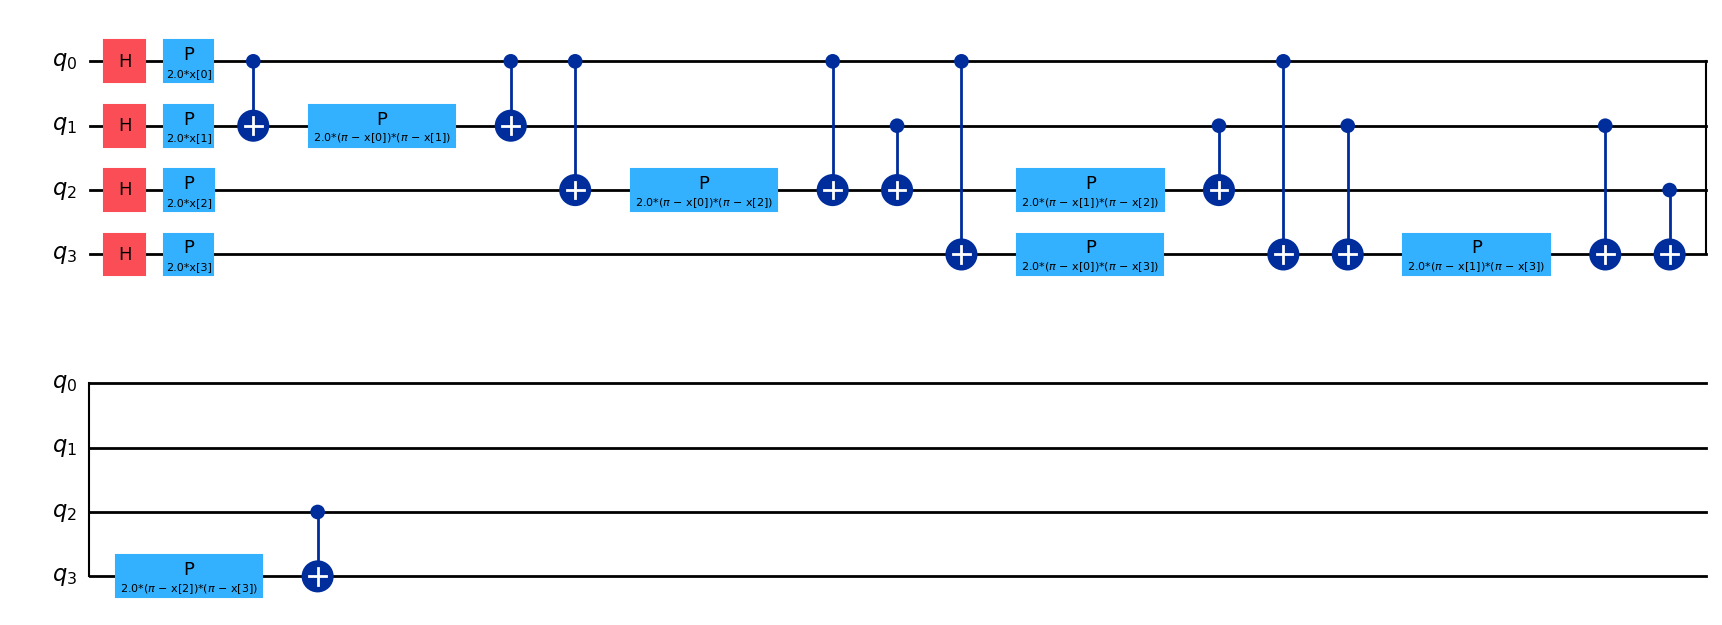 q0 H P 2.0*x[0]
q1 H P 2.0*x[1] P 2.0*(π − x[0])*(π − x[1])
q2 H P 2.0*x[2] P 2.0*(π − x[0])*(π − x[2]) P 2.0*(π − x[1])*(π − x[2])
q3 H P 2.0*x[3] P 2.0*(π − x[0])*(π − x[3]) P 2.0*(π − x[1])*(π − x[3])
q0
q1
q2
q3 P 2.0*(π − x[2])*(π − x[3])